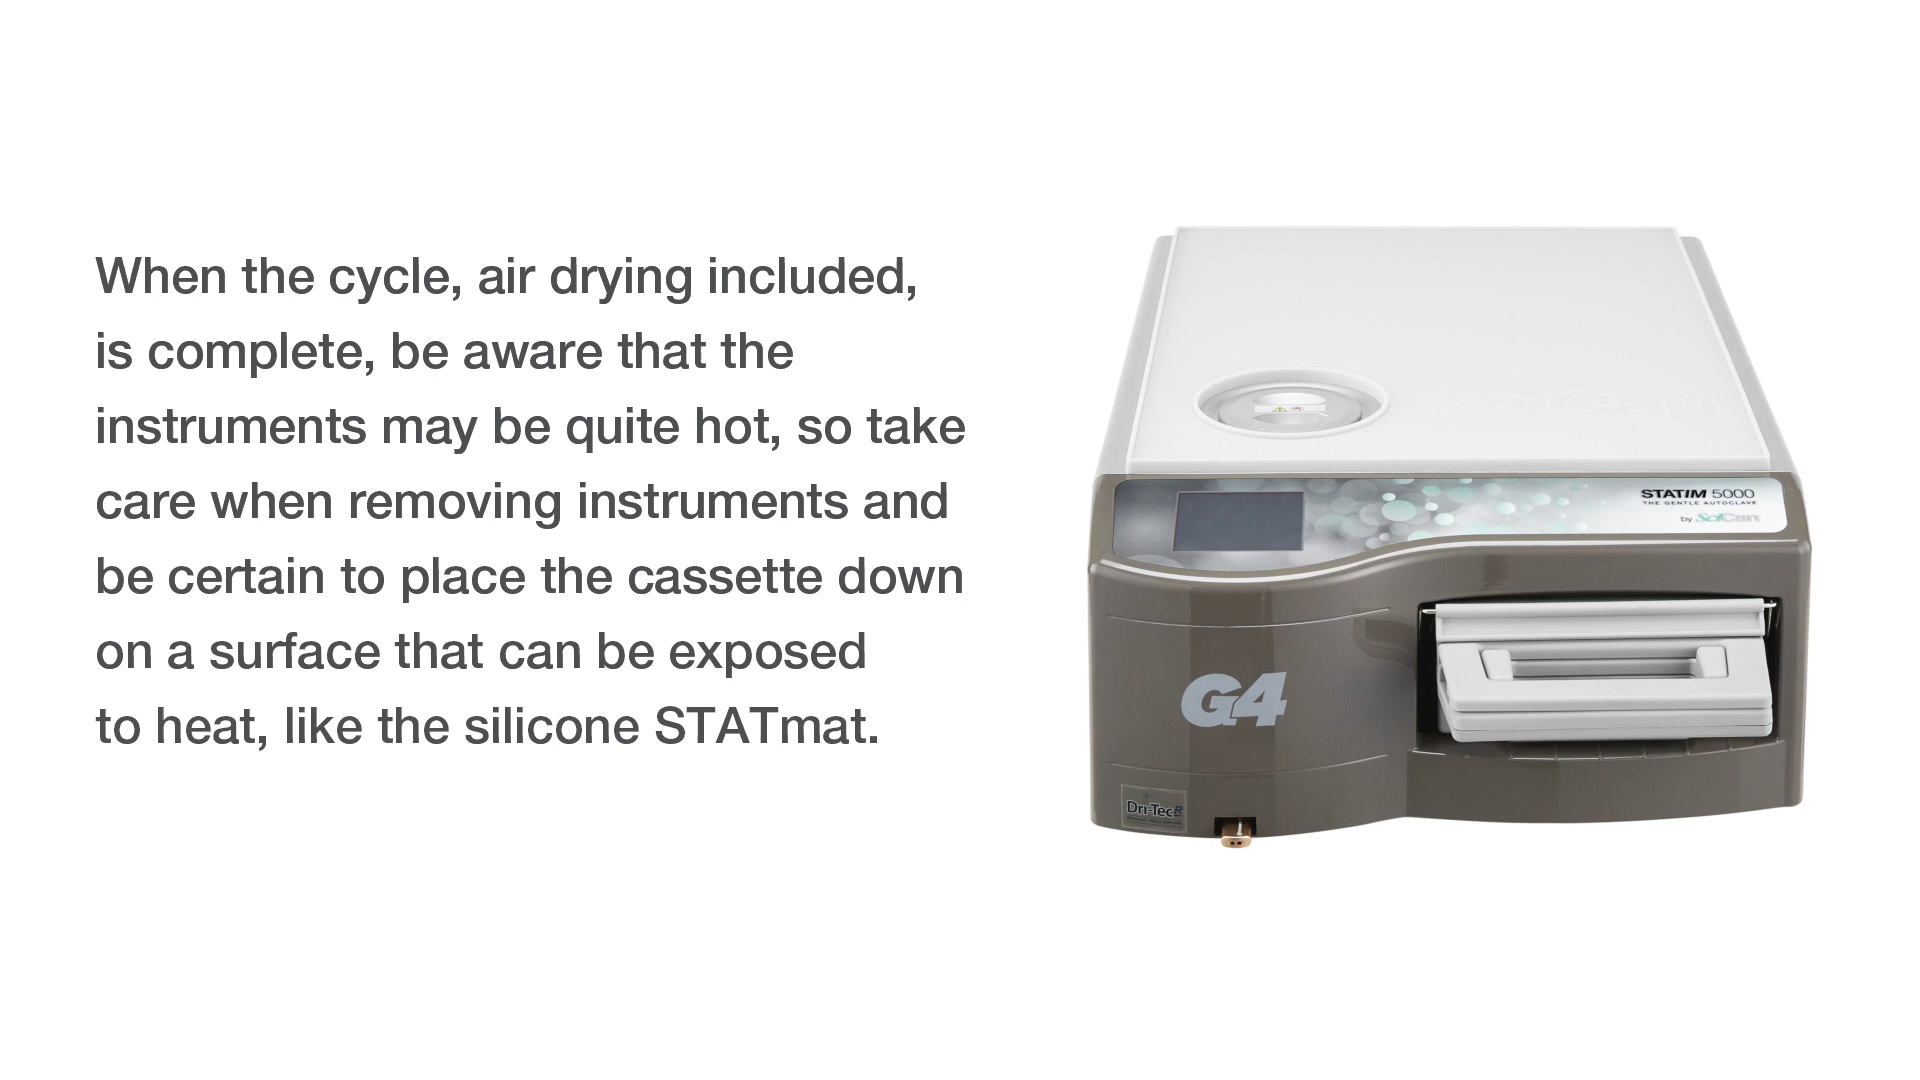 When the cycle, air drying included,
is complete, be aware that the
instruments may be quite hot, so take
care when removing instruments and
be certain to place the cassette down
on a surface that can be exposed
to heat, like the silicone STATmat.
STATIM 5000
THE GENTLE AUTOCLAVE
by SciCan
G4
Dri-Tec